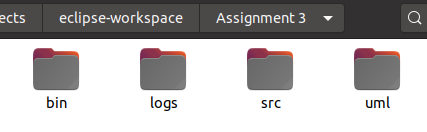 ects eclipse-workspace Assignment 3
bin logs src uml